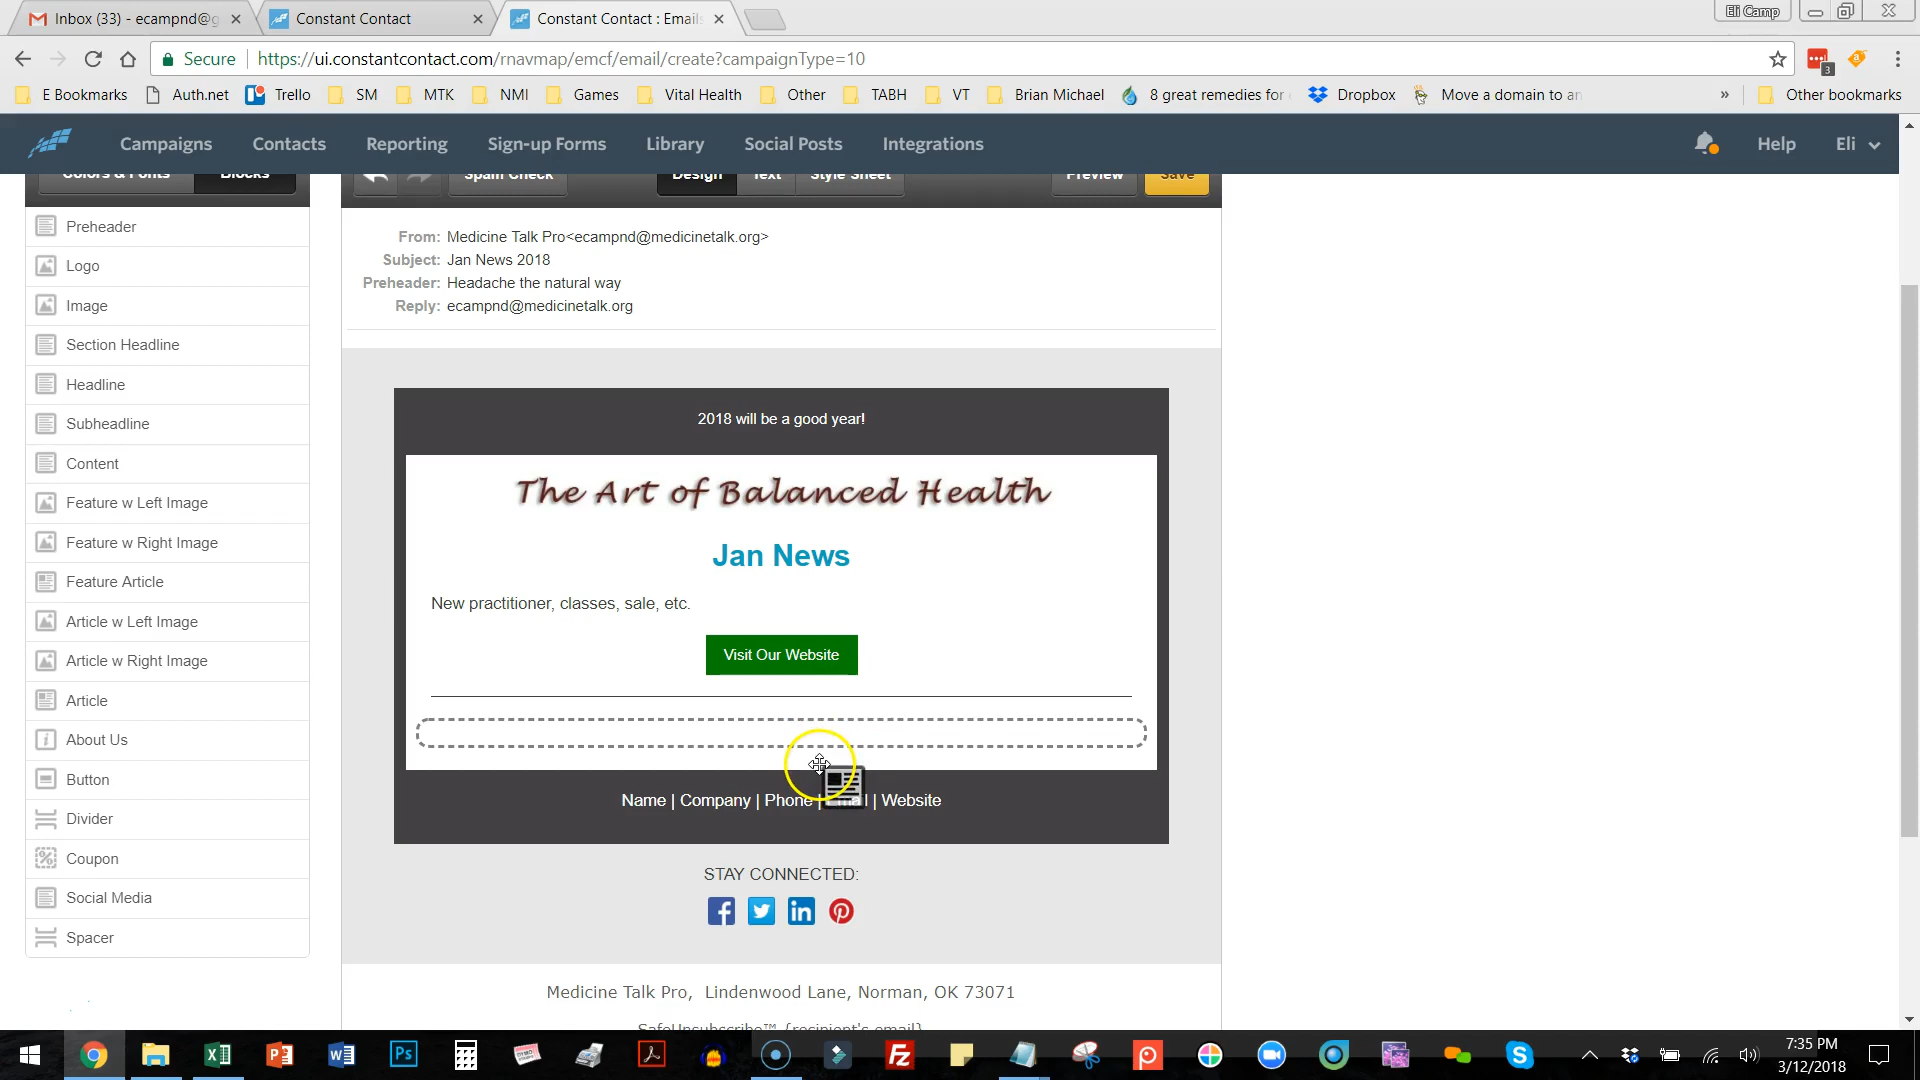 Inbox (33) - ecampnd@g
Constant Contact
Constant Contact : Emails
Eli Camp
Secure
https://ui.constantcontact.com/rnavmap/emcf/email/create?campaignType=10
3
E Bookmarks
Auth.net
Trello
SM
MTK
NMI
Games
Vital Health
Other
TABH
VT
Brian Michael
8 great remedies for
Dropbox
Move a domain to an
»
Other bookmarks
Campaigns
Contacts
Reporting
Sign-up Forms
Library
Social Posts
Integrations
Help
Eli
Colors & Fonts
Blocks
Spam Check
Design
Text
Style Sheet
Preview
Save
Preheader
Logo
Image
Section Headline
Headline
Subheadline
Content
Feature w Left Image
Feature w Right Image
Feature Article
Article w Left Image
Article w Right Image
Article
About Us
Button
Divider
Coupon
Social Media
Spacer
From: Medicine Talk Pro<ecampnd@medicinetalk.org>
Subject: Jan News 2018
Preheader: Headache the natural way
Reply: ecampnd@medicinetalk.org
2018 will be a good year!
The Art of Balanced Health
Jan News
New practitioner, classes, sale, etc.
Visit Our Website
Name | Company | Phone | Email | Website
STAY CONNECTED:
Medicine Talk Pro, Lindenwood Lane, Norman, OK 73071
SafeUnsubscribe™ {recipient's email}
7:35 PM
3/12/2018